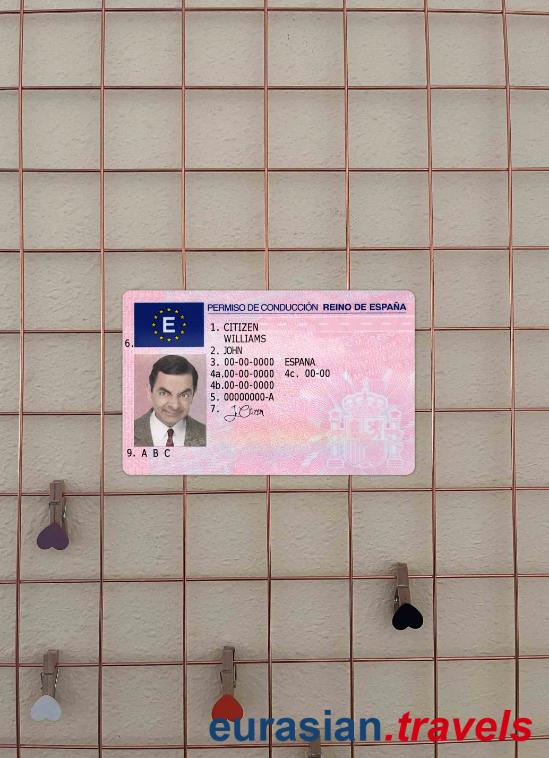 PERMISO DE CONDUCCIÓN REINO DE ESPAÑA
E
1. CITIZEN
WILLIAMS
2. JOHN
3. 00-00-0000 ESPANA
4a.00-00-0000 4c. 00-00
4b.00-00-0000
5. 00000000-A
6.
7. J.Citizen
9. A B C
eurasian.travels